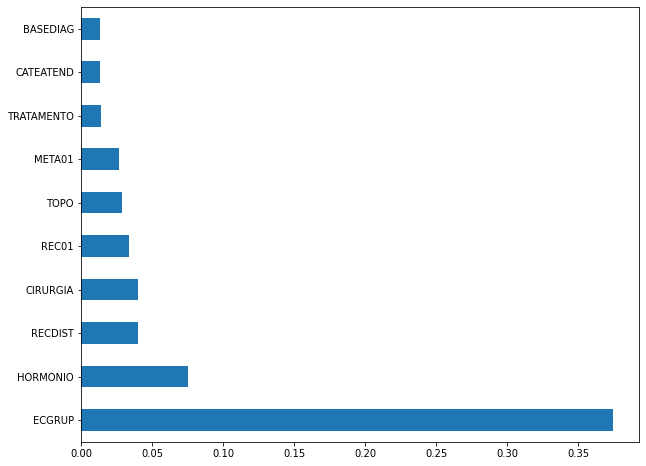 BASEDIAG
CATEATEND
TRATAMENTO
META01
TOPO
REC01
CIRURGIA
RECDIST
HORMONIO
ECGRUP
0.00 0.05 0.10 0.15 0.20 0.25 0.30 0.35